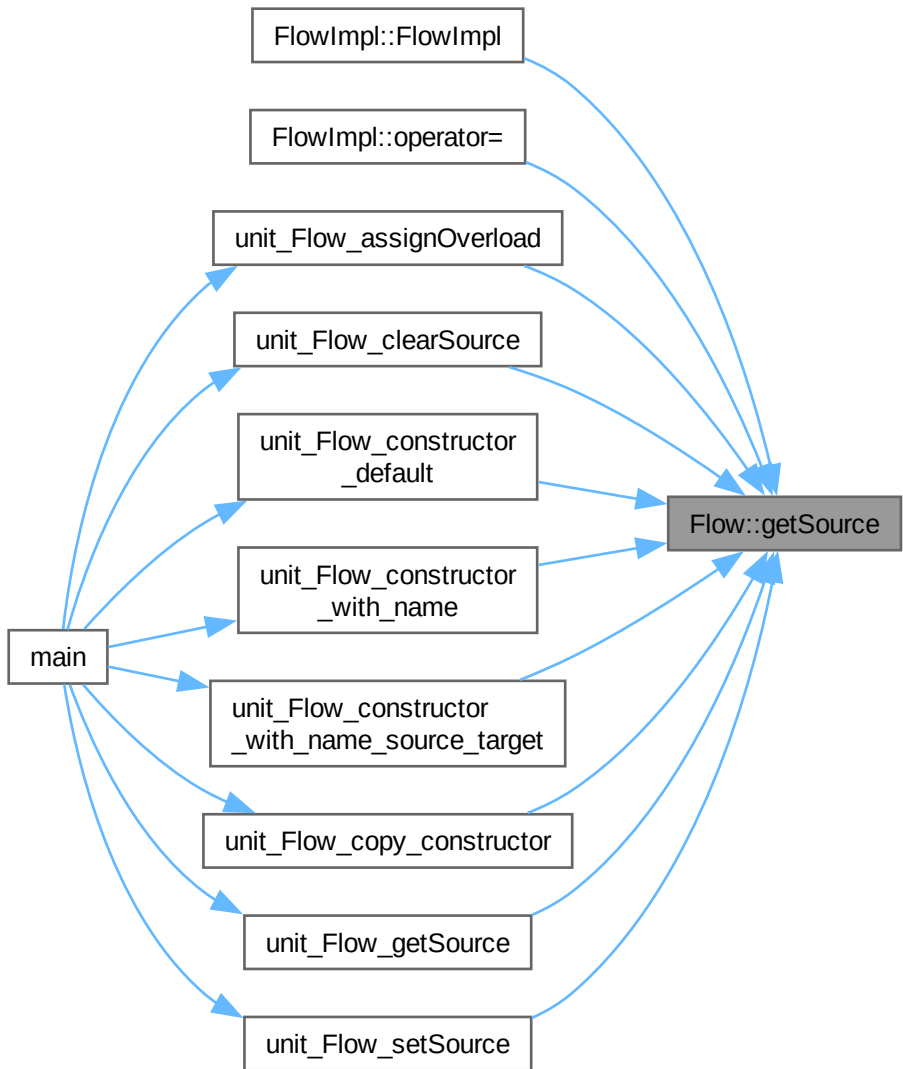 FlowImpl::FlowImpl
FlowImpl::operator=
unit_Flow_assignOverload
unit_Flow_clearSource
unit_Flow_constructor
_default
Flow::getSource
unit_Flow_constructor
_with_name
main
unit_Flow_constructor
_with_name_source_target
unit_Flow_copy_constructor
unit_Flow_getSource
unit_Flow_setSource